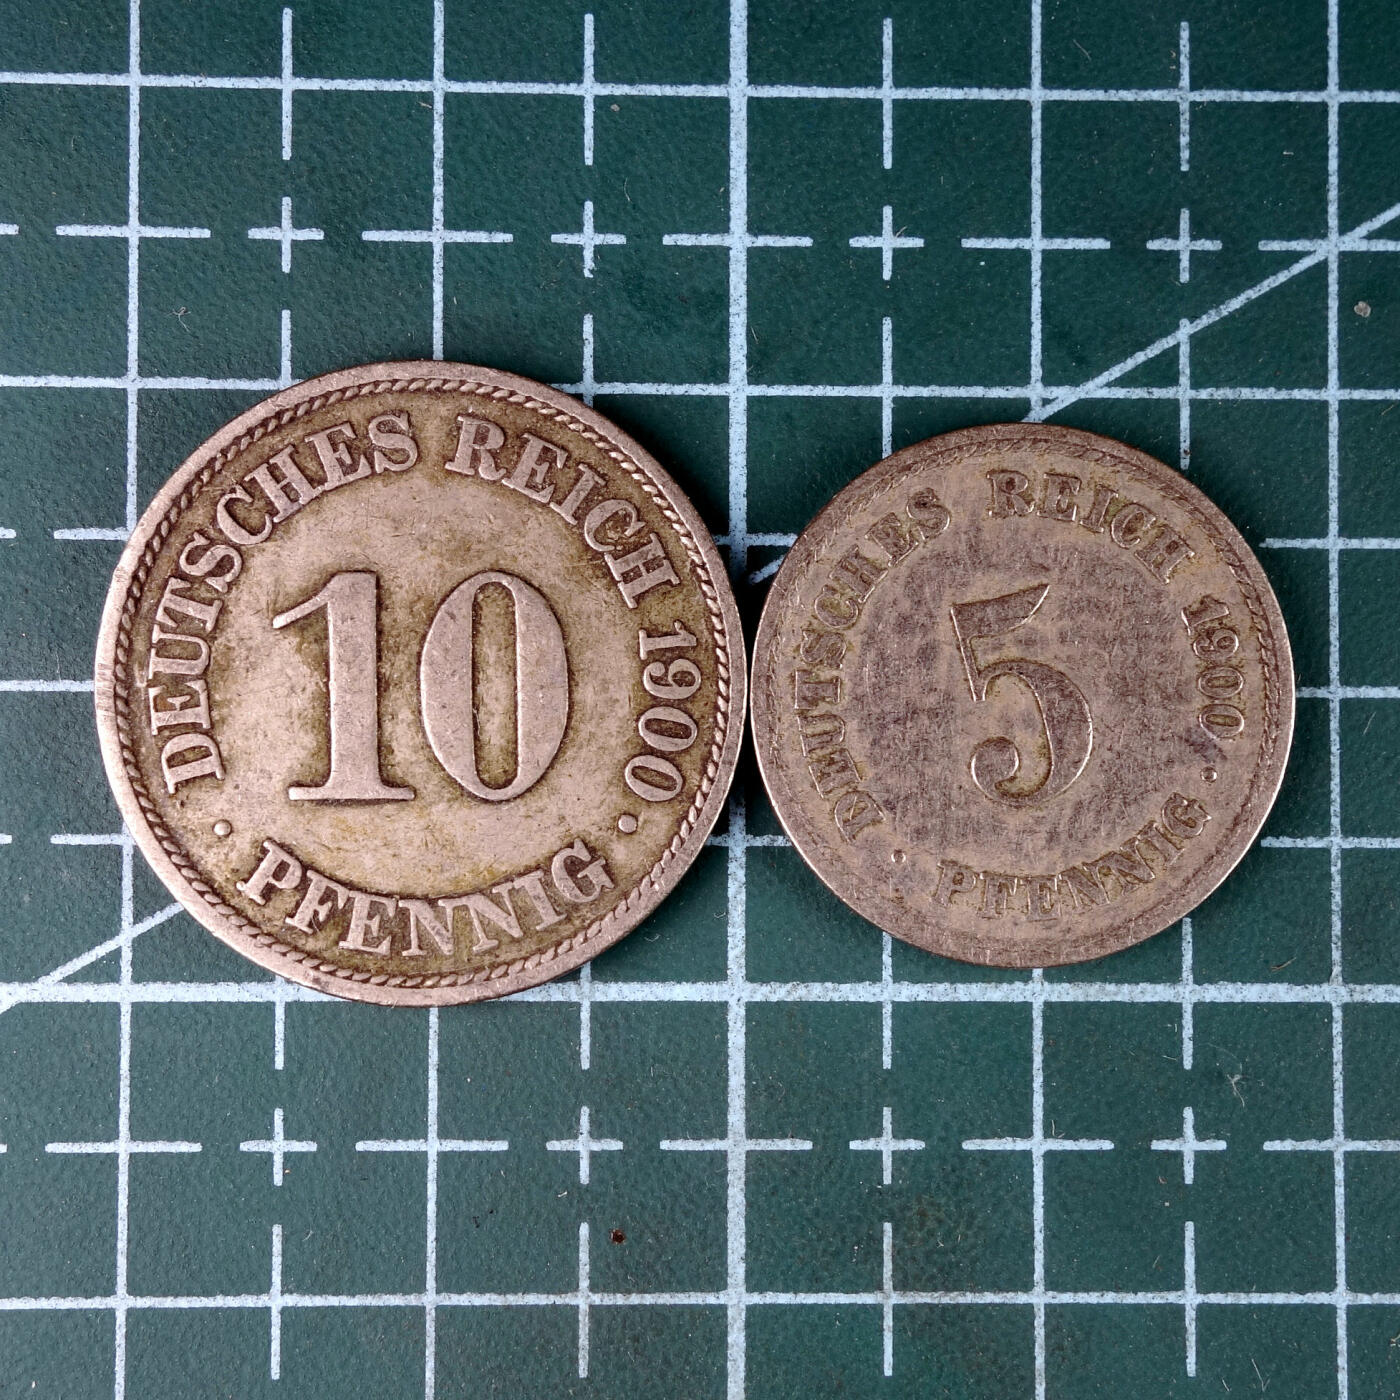 DEUTSCHES REICH 1900
10
· PFENNIG ·
DEUTSCHES REICH 1900
5
· PFENNIG ·